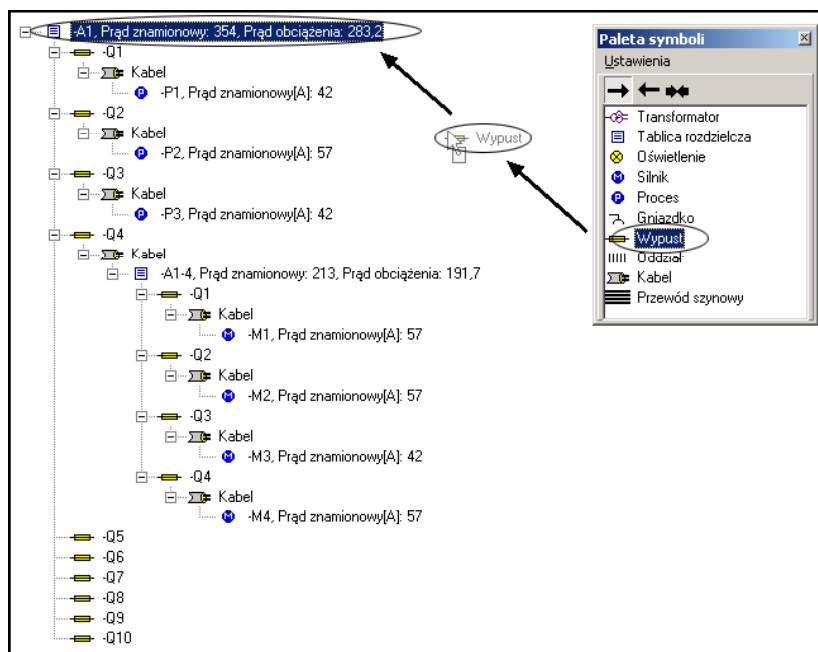 -A1, Prąd znamionowy: 354, Prąd obciążenia: 283,2
-Q1
Kabel
-P1, Prąd znamionowy[A]: 42
-Q2
Kabel
-P2, Prąd znamionowy[A]: 57
-Q3
Kabel
-P3, Prąd znamionowy[A]: 42
-Q4
Kabel
-A1-4, Prąd znamionowy: 213, Prąd obciążenia: 191,7
-Q1
Kabel
-M1, Prąd znamionowy[A]: 57
-Q2
Kabel
-M2, Prąd znamionowy[A]: 57
-Q3
Kabel
-M3, Prąd znamionowy[A]: 42
-Q4
Kabel
-M4, Prąd znamionowy[A]: 57
-Q5
-Q6
-Q7
-Q8
-Q9
-Q10
Wypust
Paleta symboli
Ustawienia
Transformator
Tablica rozdzielcza
Oświetlenie
Silnik
Proces
Gniazdko
Wypust
Oddział
Kabel
Przewód szynowy